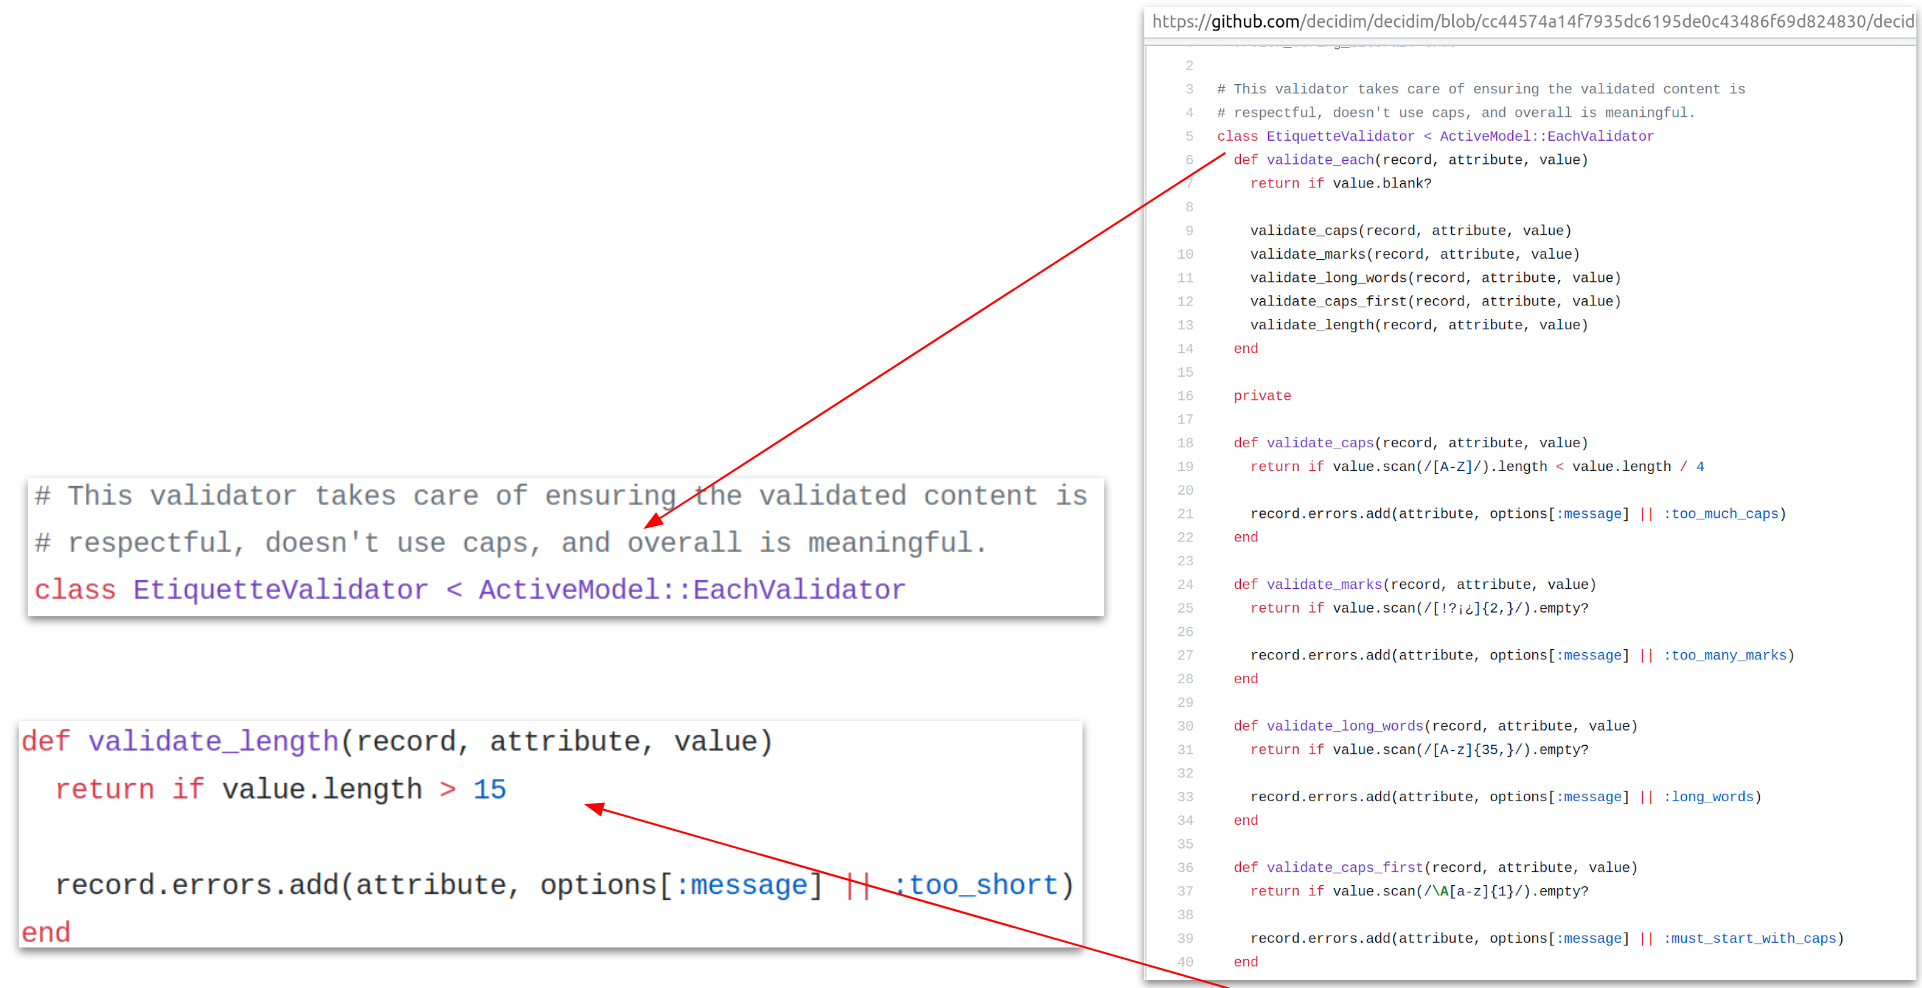 https://github.com/decidim/decidim/blob/cc44574a14f7935dc6195de0c43486f69d824830/decid
2
3 # This validator takes care of ensuring the validated content is
4 # respectful, doesn't use caps, and overall is meaningful.
5 class EtiquetteValidator < ActiveModel::EachValidator
6 def validate_each(record, attribute, value)
7 return if value.blank?
8
9 validate_caps(record, attribute, value)
10 validate_marks(record, attribute, value)
11 validate_long_words(record, attribute, value)
12 validate_caps_first(record, attribute, value)
13 validate_length(record, attribute, value)
14 end
15
16 private
17
18 def validate_caps(record, attribute, value)
19 return if value.scan(/[A-Z]/).length < value.length / 4
20
21 record.errors.add(attribute, options[:message] || :too_much_caps)
22 end
23
24 def validate_marks(record, attribute, value)
25 return if value.scan(/[!?¡¿]{2,}/).empty?
26
27 record.errors.add(attribute, options[:message] || :too_many_marks)
28 end
29
30 def validate_long_words(record, attribute, value)
31 return if value.scan(/[A-z]{35,}/).empty?
32
33 record.errors.add(attribute, options[:message] || :long_words)
34 end
35
36 def validate_caps_first(record, attribute, value)
37 return if value.scan(/\A[a-z]{1}/).empty?
38
39 record.errors.add(attribute, options[:message] || :must_start_with_caps)
40 end
# This validator takes care of ensuring the validated content is
# respectful, doesn't use caps, and overall is meaningful.
class EtiquetteValidator < ActiveModel::EachValidator
def validate_length(record, attribute, value)
return if value.length > 15
record.errors.add(attribute, options[:message] || :too_short)
end